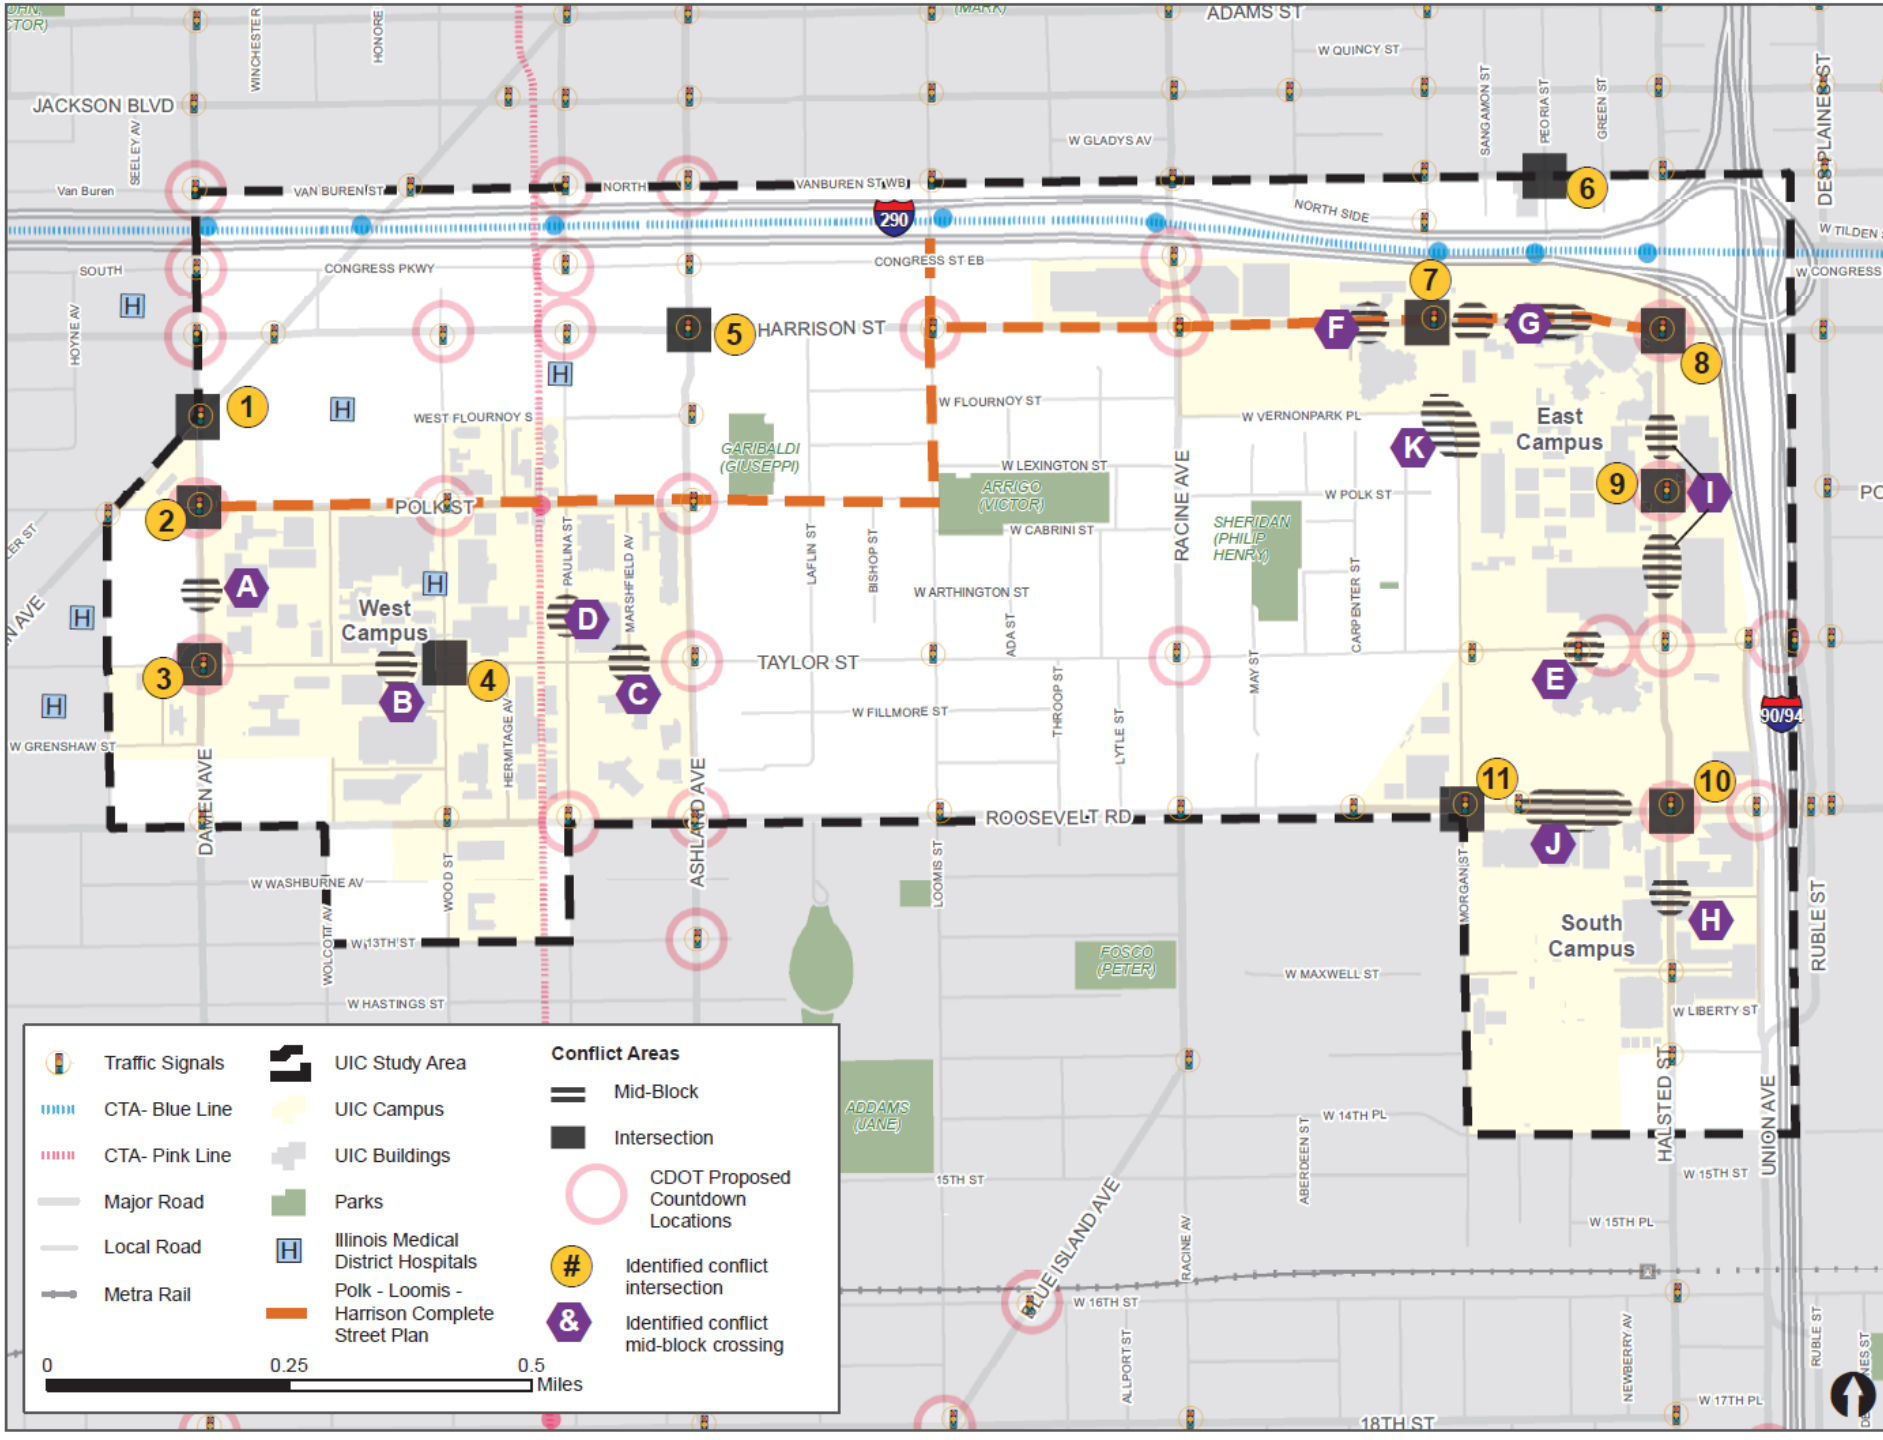 OHN,
CTOR)
(MARK)
ADAMS ST
W QUINCY ST
WINCHESTER
HONORE
JACKSON BLVD
SEELEY AV
W GLADYS AV
SANGAMON ST
PEORIA ST
GREEN ST
DESPLAINES ST
Van Buren
VAN BUREN ST
NORTH
VANBUREN ST WB
6
290
NORTH SIDE
W TILDEN
SOUTH
CONGRESS PKWY
CONGRESS ST EB
W CONGRESS
7
H
HOYNE AV
5
HARRISON ST
F
G
8
H
1
H
WEST FLOURNOY S
W FLOURNOY ST
W VERNONPARK PL
East
Campus
K
GARIBALDI
(GIUSEPPI)
W LEXINGTON ST
RACINE AVE
9
I
ARRIGO
(VICTOR)
W POLK ST
PO
2
POLK ST
W CABRINI ST
SHERIDAN
(PHILIP
HENRY)
LER ST
PAULINA ST
MARSHFIELD AV
LAFLIN ST
BISHOP ST
CARPENTER ST
A
H
H
West
Campus
D
W ARTHINGTON ST
ADA ST
N AVE
3
4
TAYLOR ST
MAY ST
E
B
C
H
HERMITAGE AV
W FILLMORE ST
THROOP ST
LYTLE ST
90/94
W GRENSHAW ST
DAMEN AVE
ASHLAND AVE
11
10
ROOSEVELT RD
J
W WASHBURNE AV
WOOD ST
LOOMIS ST
MORGAN ST
RUBLE ST
WOLCOTT AV
W 13TH ST
South
Campus
H
FOSCO
(PETER)
W MAXWELL ST
W HASTINGS ST
W LIBERTY ST
ADDAMS
(JANE)
W 14TH PL
HALSTED ST
UNION AVE
ABERDEEN ST
15TH ST
W 15TH ST
BLUE ISLAND AVE
RACINE AV
W 15TH PL
W 16TH ST
ALLPORT ST
NEWBERRY AV
RUBLE ST
NES ST
W 17TH PL
18TH ST
Traffic Signals
CTA- Blue Line
CTA- Pink Line
Major Road
Local Road
Metra Rail
UIC Study Area
UIC Campus
UIC Buildings
Parks
H
Illinois Medical
District Hospitals
Polk - Loomis -
Harrison Complete
Street Plan
Conflict Areas
Mid-Block
Intersection
CDOT Proposed
Countdown
Locations
#
Identified conflict
intersection
&
Identified conflict
mid-block crossing
0
0.25
0.5
Miles